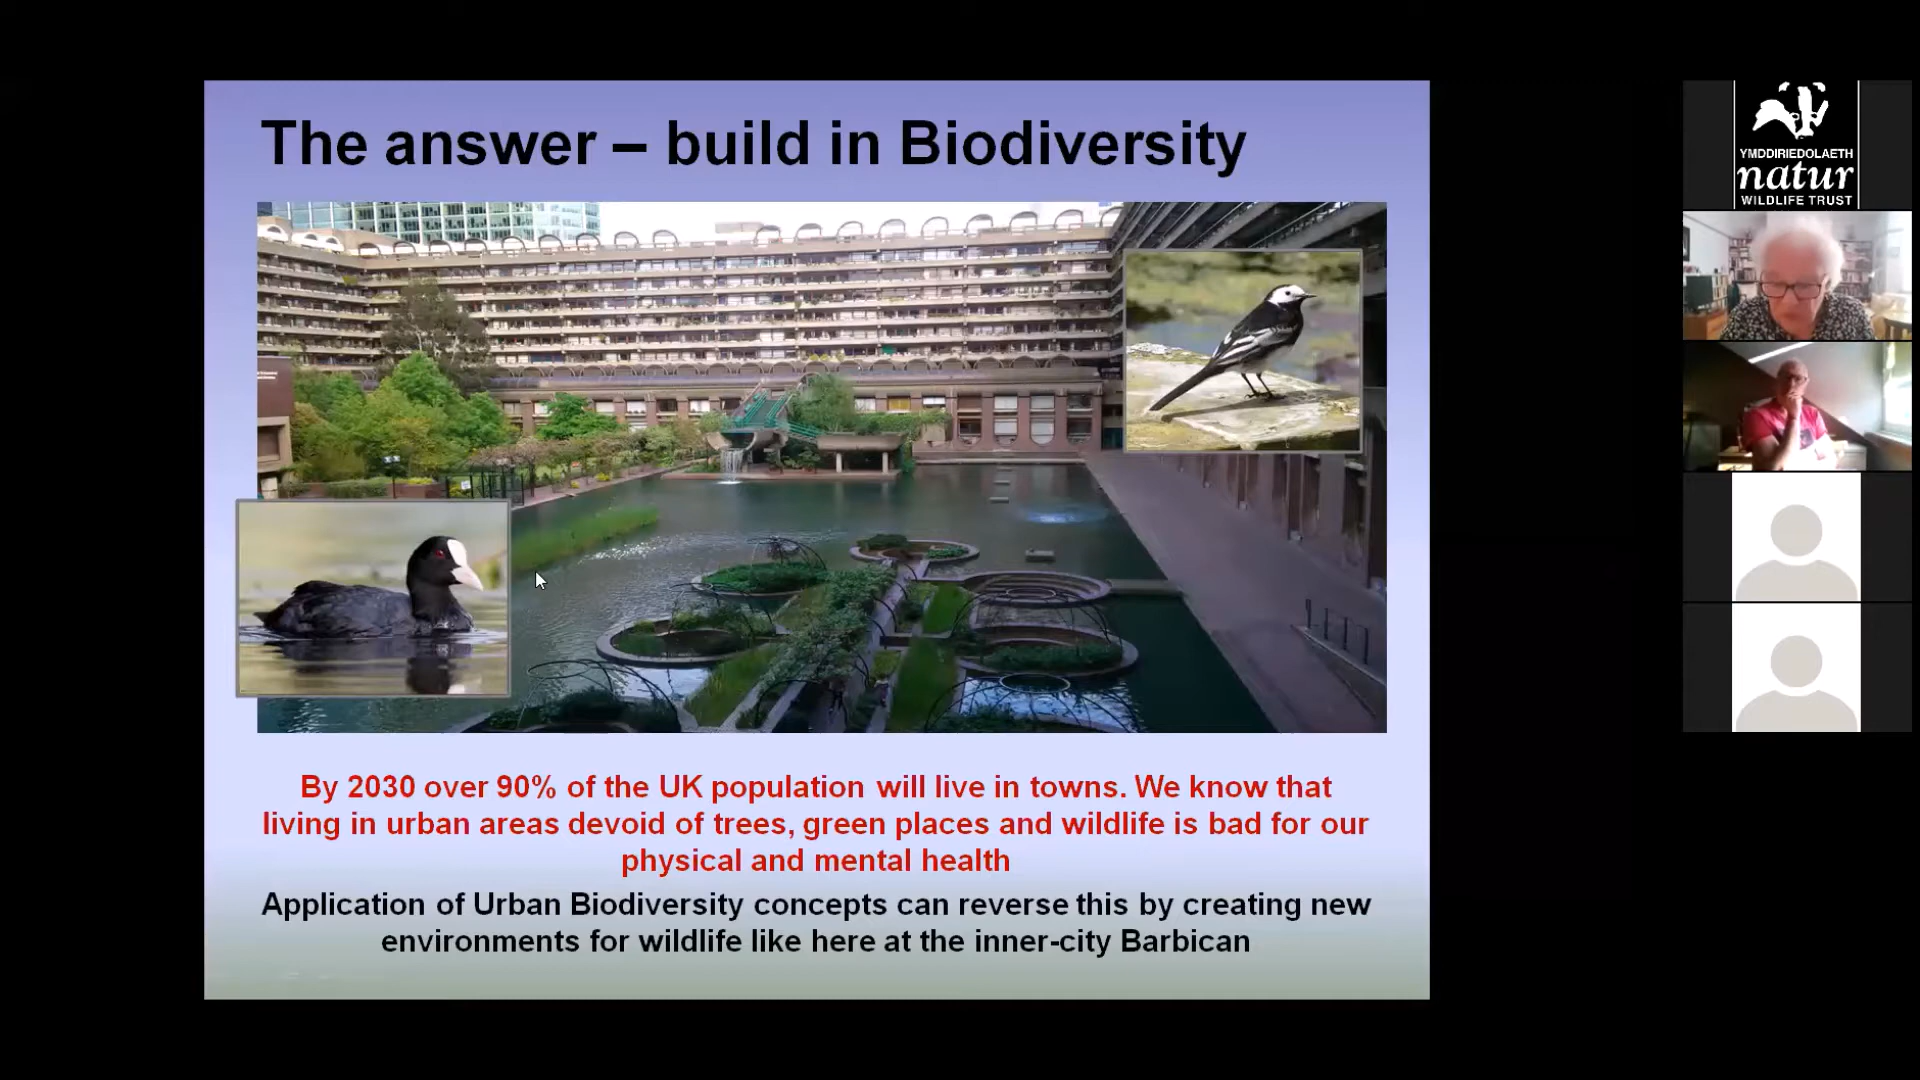 The answer – build in Biodiversity
By 2030 over 90% of the UK population will live in towns. We know that
living in urban areas devoid of trees, green places and wildlife is bad for our
physical and mental health
Application of Urban Biodiversity concepts can reverse this by creating new
environments for wildlife like here at the inner-city Barbican
YMDDIRIEDOLAETH
natur
WILDLIFE TRUST